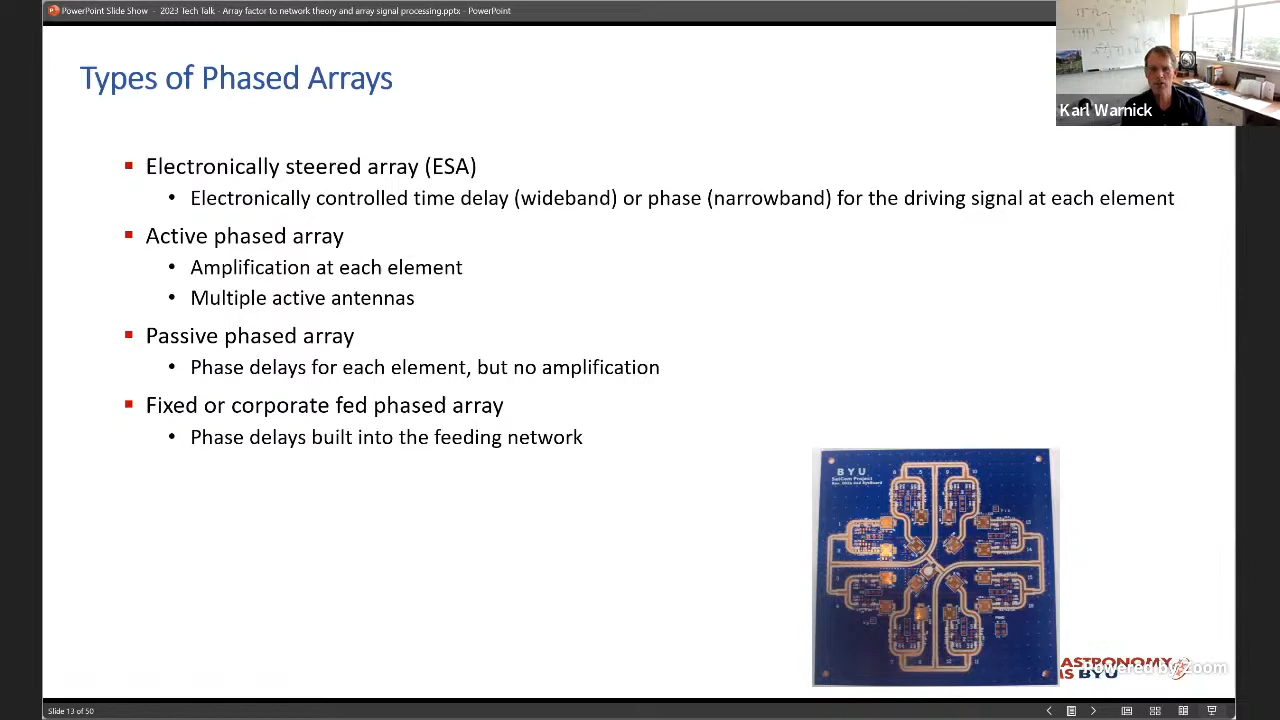 PowerPoint Slide Show - 2023 Tech Talk - Array factor to network theory and array signal processing.pptx - PowerPoint
Karl Warnick
Types of Phased Arrays
Electronically steered array (ESA)
Electronically controlled time delay (wideband) or phase (narrowband) for the driving signal at each element
Active phased array
Amplification at each element
Multiple active antennas
Passive phased array
Phase delays for each element, but no amplification
Fixed or corporate fed phased array
Phase delays built into the feeding network
BYU
SatCom Project
ASTRONOMY
BYU
Powered by Zoom
Slide 13 of 50